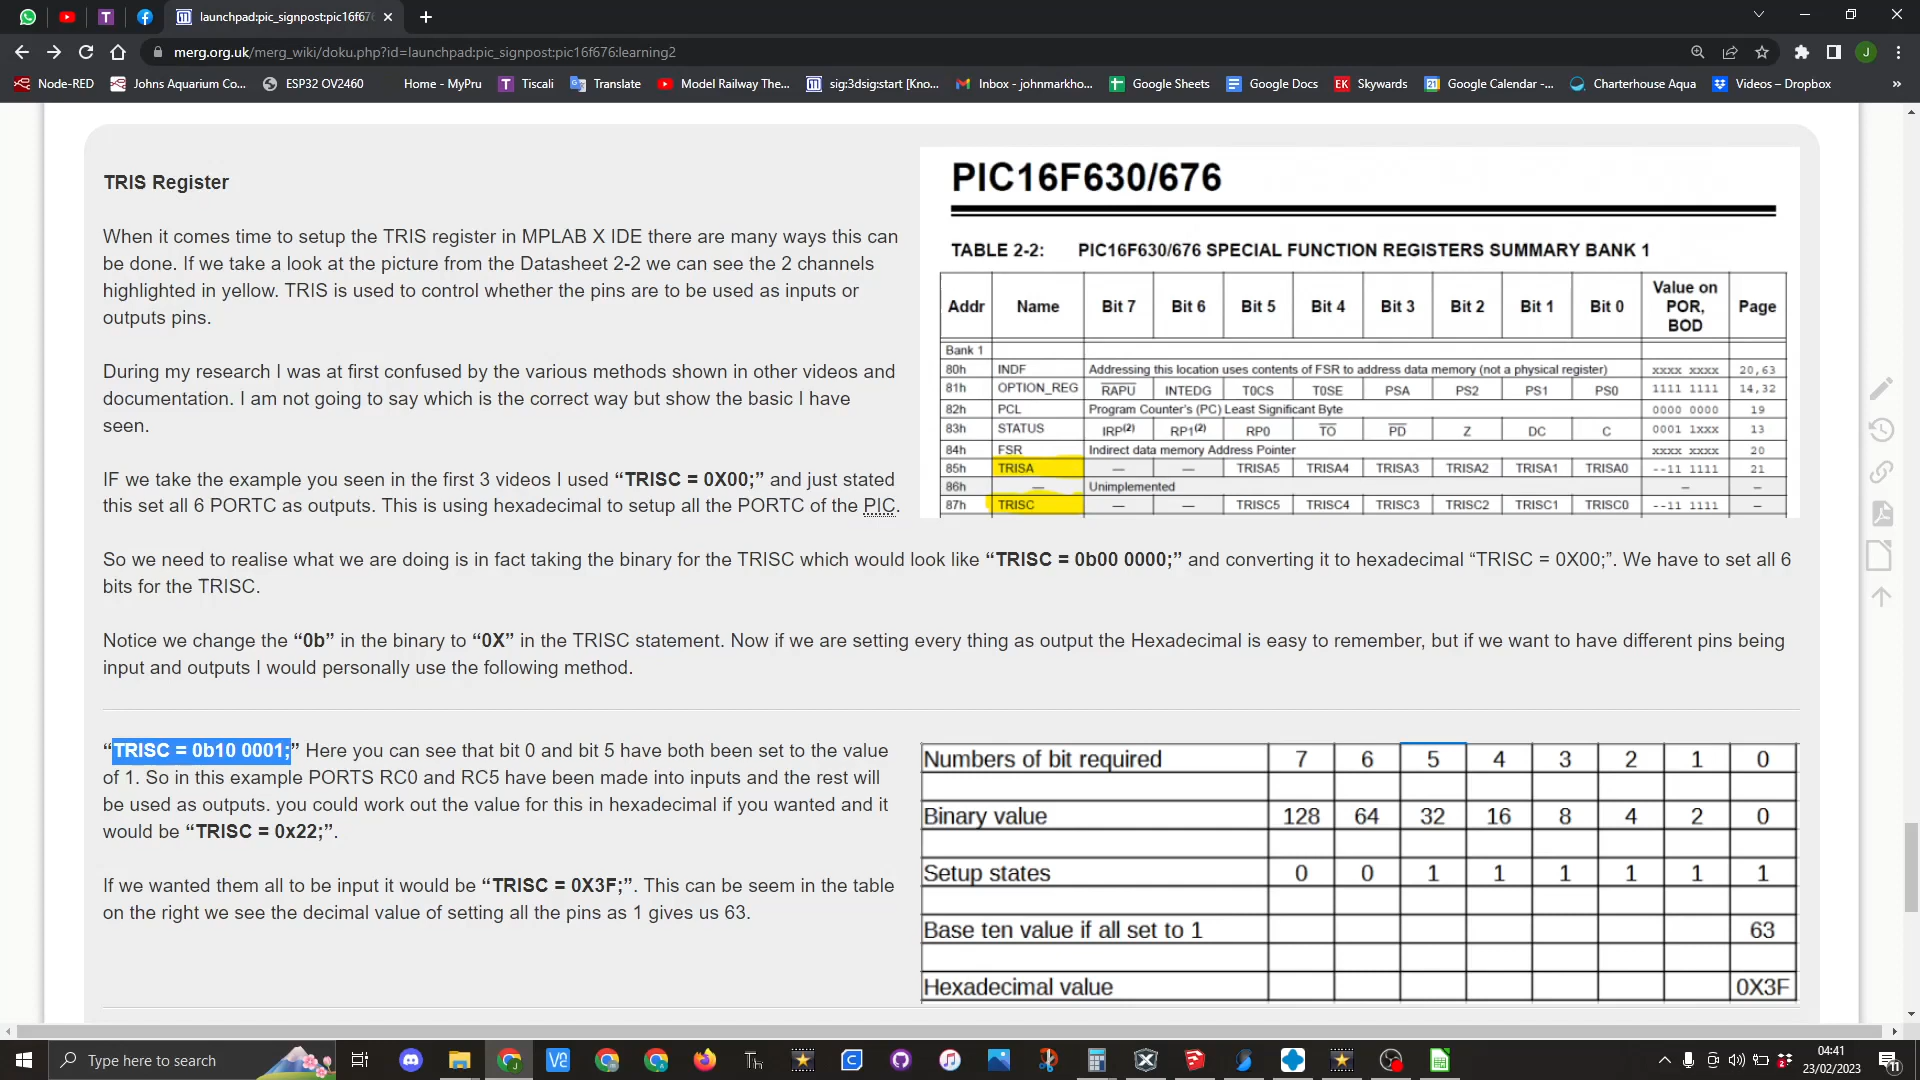 launchpad:pic_signpost:pic16f676
merg.org.uk/merg_wiki/doku.php?id=launchpad:pic_signpost:pic16f676:learning2
J
Node-RED Johns Aquarium Co... ESP32 OV2460 Home - MyPru Tiscali Translate Model Railway The... sig:3dsig:start [Kno... Inbox - johnmarkho... Google Sheets Google Docs EK Skywards Google Calendar -... Charterhouse Aqua Videos – Dropbox »
TRIS Register
When it comes time to setup the TRIS register in MPLAB X IDE there are many ways this can
be done. If we take a look at the picture from the Datasheet 2-2 we can see the 2 channels
highlighted in yellow. TRIS is used to control whether the pins are to be used as inputs or
outputs pins.
During my research I was at first confused by the various methods shown in other videos and
documentation. I am not going to say which is the correct way but show the basic I have
seen.
IF we take the example you seen in the first 3 videos I used “TRISC = 0X00;” and just stated
this set all 6 PORTC as outputs. This is using hexadecimal to setup all the PORTC of the PIC.
PIC16F630/676
TABLE 2-2: PIC16F630/676 SPECIAL FUNCTION REGISTERS SUMMARY BANK 1
Addr Name Bit 7 Bit 6 Bit 5 Bit 4 Bit 3 Bit 2 Bit 1 Bit 0 Value on POR, BOD Page
Bank 1
80h INDF Addressing this location uses contents of FSR to address data memory (not a physical register) xxxx xxxx 20,63
81h OPTION_REG RAPU INTEDG T0CS T0SE PSA PS2 PS1 PS0 1111 1111 14,32
82h PCL Program Counter's (PC) Least Significant Byte 0000 0000 19
83h STATUS IRP(2) RP1(2) RP0 TO PD Z DC C 0001 1xxx 13
84h FSR Indirect data memory Address Pointer xxxx xxxx 20
85h TRISA — — TRISA5 TRISA4 TRISA3 TRISA2 TRISA1 TRISA0 --11 1111 21
86h — Unimplemented — –
87h TRISC — — TRISC5 TRISC4 TRISC3 TRISC2 TRISC1 TRISC0 --11 1111 –
So we need to realise what we are doing is in fact taking the binary for the TRISC which would look like “TRISC = 0b00 0000;” and converting it to hexadecimal “TRISC = 0X00;”. We have to set all 6
bits for the TRISC.
Notice we change the “0b” in the binary to “0X” in the TRISC statement. Now if we are setting every thing as output the Hexadecimal is easy to remember, but if we want to have different pins being
input and outputs I would personally use the following method.
“TRISC = 0b10 0001;” Here you can see that bit 0 and bit 5 have both been set to the value
of 1. So in this example PORTS RC0 and RC5 have been made into inputs and the rest will
be used as outputs. you could work out the value for this in hexadecimal if you wanted and it
would be “TRISC = 0x22;”.
If we wanted them all to be input it would be “TRISC = 0X3F;”. This can be seem in the table
on the right we see the decimal value of setting all the pins as 1 gives us 63.
Numbers of bit required 7 6 5 4 3 2 1 0
Binary value 128 64 32 16 8 4 2 0
Setup states 0 0 1 1 1 1 1 1
Base ten value if all set to 1 63
Hexadecimal value 0X3F
Type here to search
04:41
23/02/2023
11